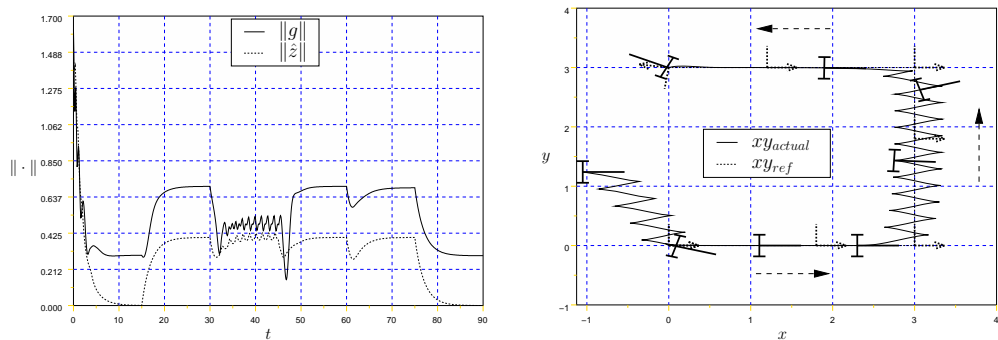 1.700
1.488
1.275
1.062
0.850
0.637
0.425
0.212
0.000
‖ · ‖
‖g‖
‖ẑ‖
0 10 20 30 40 50 60 70 80 90
t
4
3
2
1
0
−1
y
xy_actual
xy_ref
−1 0 1 2 3 4
x